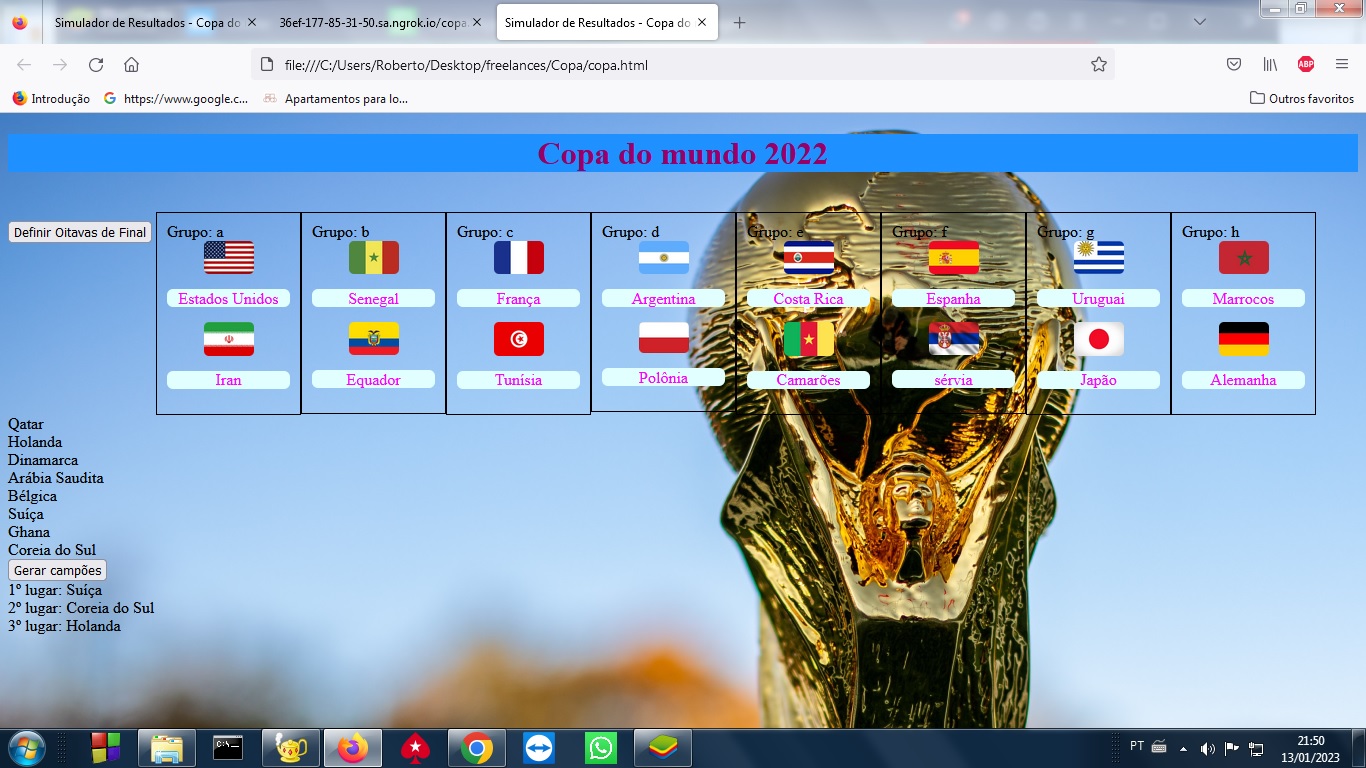 Simulador de Resultados - Copa do
36ef-177-85-31-50.sa.ngrok.io/copa
Simulador de Resultados - Copa do
file:///C:/Users/Roberto/Desktop/freelances/Copa/copa.html
ABP
Introdução
https://www.google.c...
Apartamentos para lo...
Outros favoritos
Copa do mundo 2022
Definir Oitavas de Final
Grupo: a Grupo: b Grupo: c Grupo: d Grupo: e Grupo: f Grupo: g Grupo: h
Estados Unidos Senegal França Argentina Costa Rica Espanha Uruguai Marrocos
Iran Equador Tunísia Polônia Camarões sérvia Japão Alemanha
Qatar
Holanda
Dinamarca
Arábia Saudita
Bélgica
Suíça
Ghana
Coreia do Sul
Gerar campões
1º lugar: Suíça
2º lugar: Coreia do Sul
3º lugar: Holanda
PT
21:50
13/01/2023